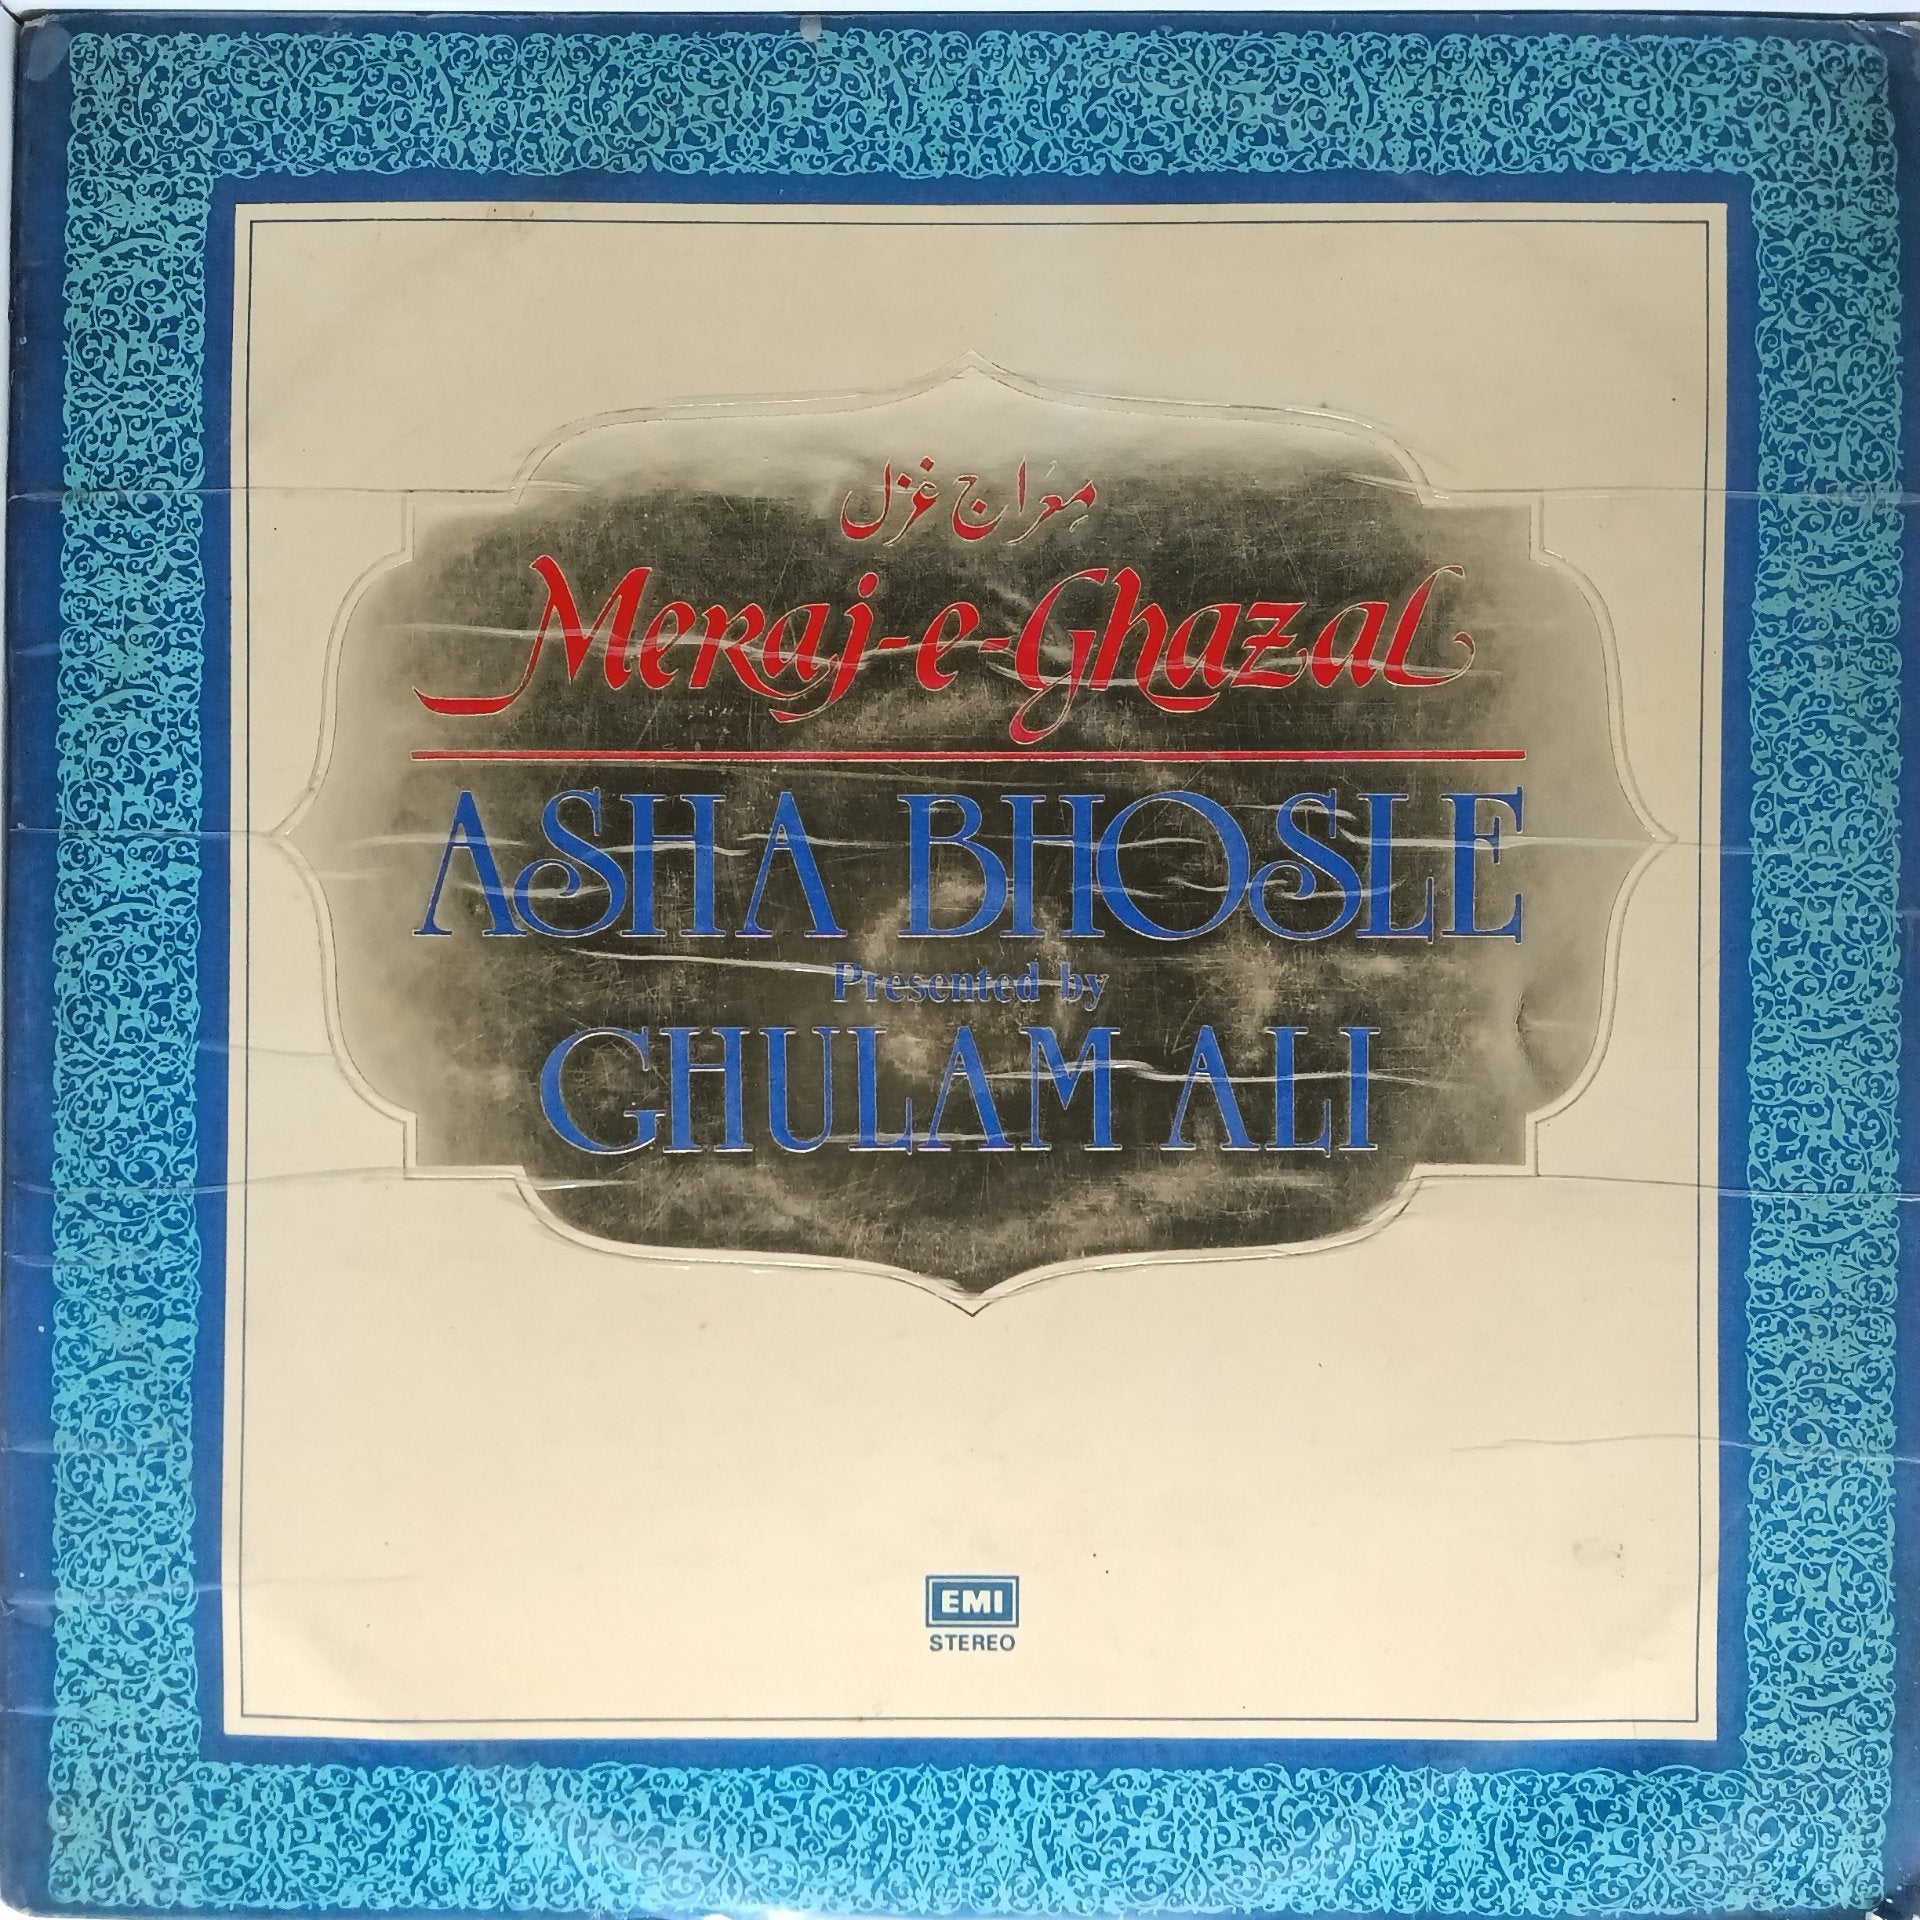 معراج غزل
Meraj-e-Ghazal
ASHA BHOSLE
Presented by
GHULAM ALI
EMI
STEREO